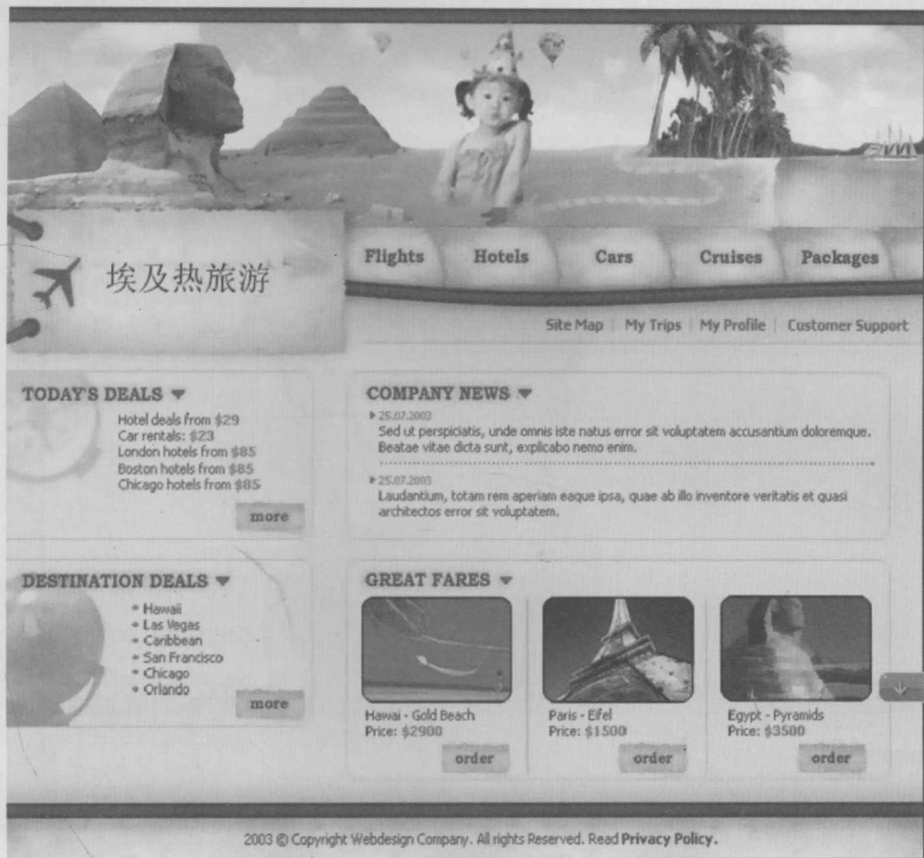 埃及热旅游
Flights Hotels Cars Cruises Packages
Site Map | My Trips | My Profile | Customer Support
TODAY'S DEALS
Hotel deals from $29
Car rentals: $23
London hotels from $85
Boston hotels from $85
Chicago hotels from $85
more
COMPANY NEWS
25.07.2003
Sed ut perspiciatis, unde omnis iste natus error sit voluptatem accusantium doloremque.
Beatae vitae dicta sunt, explicabo nemo enim.
25.07.2003
Laudantium, totam rem aperiam eaque ipsa, quae ab illo inventore veritatis et quasi
architectos error sit voluptatem.
DESTINATION DEALS
Hawaii
Las Vegas
Caribbean
San Francisco
Chicago
Orlando
more
GREAT FARES
Hawai - Gold Beach
Price: $2900
order
Paris - Eifel
Price: $1500
order
Egypt - Pyramids
Price: $3500
order
2003 © Copyright Webdesign Company. All rights Reserved. Read Privacy Policy.